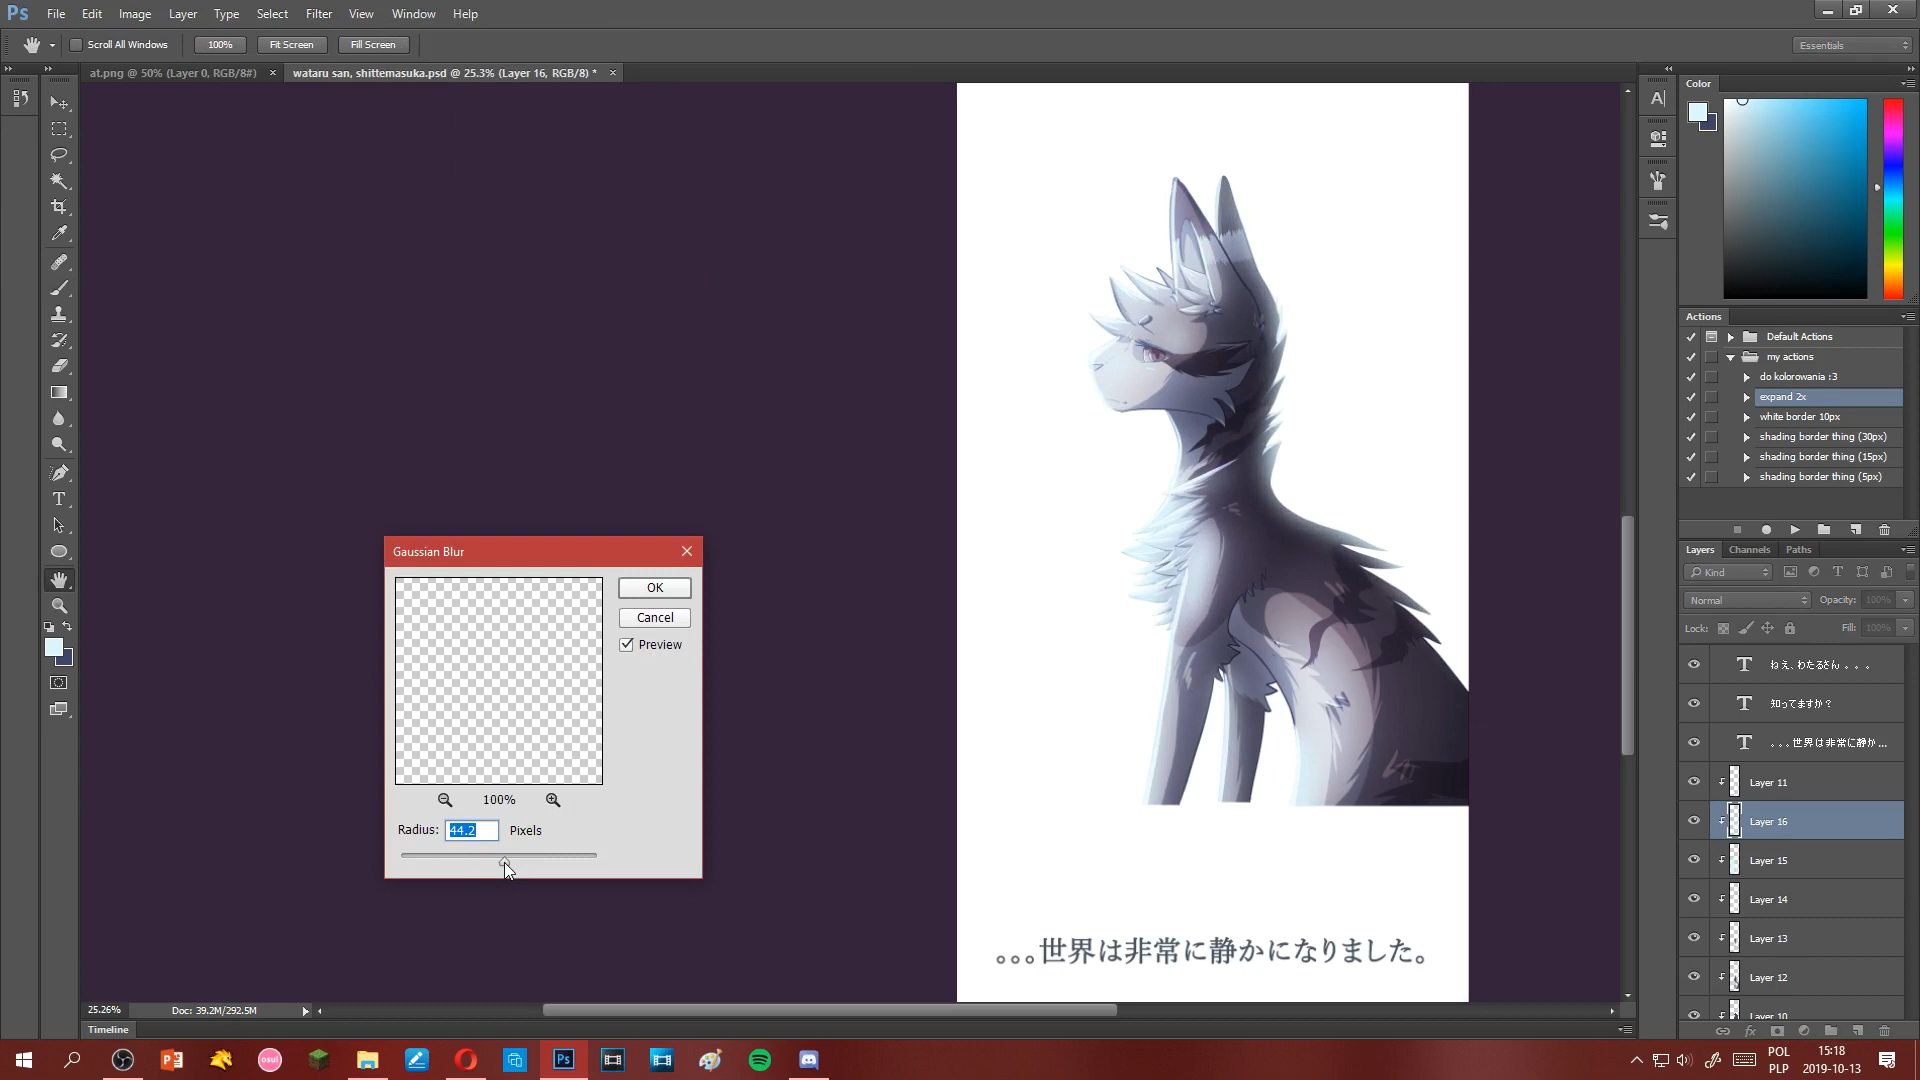 Ps File Edit Image Layer Type Select Filter View Window Help
Scroll All Windows 100% Fit Screen Fill Screen Essentials
at.png @ 50% (Layer 0, RGB/8#) × wataru san, shittemasuka.psd @ 25.3% (Layer 16, RGB/8) * ×
Color
Actions
Default Actions
my actions
do kolorowania :3
expand 2x
white border 10px
shading border thing (30px)
shading border thing (15px)
shading border thing (5px)
Gaussian Blur
OK
Cancel
Preview
100%
Radius: 44.2 Pixels
。。。世界は非常に静かになりました。
Layers Channels Paths
Kind
Normal Opacity: 100%
Lock: Fill: 100%
T ねえ、わたるさん 。。。
T 知ってますか？
T 。。。世界は非常に静か...
Layer 11
Layer 16
Layer 15
Layer 14
Layer 13
Layer 12
Layer 10
25.26% Doc: 39.2M/292.5M
Timeline
osu! Ps
POL
PLP
15:18
2019-10-13